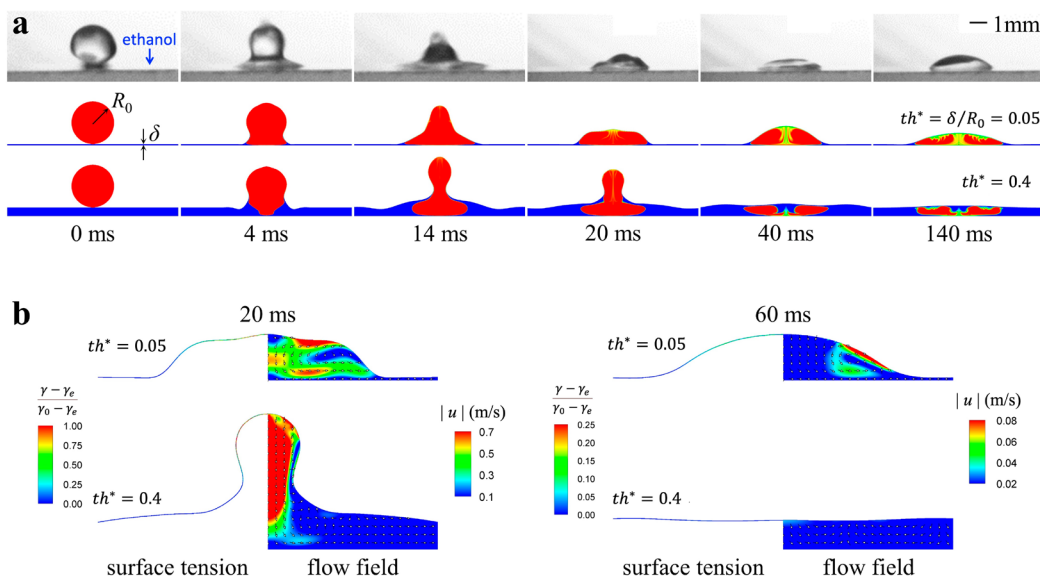 a
ethanol
1mm
R₀
δ
th* = δ/R₀ = 0.05
th* = 0.4
0 ms
4 ms
14 ms
20 ms
40 ms
140 ms
b
20 ms
60 ms
th* = 0.05
th* = 0.05
γ − γₑ
γ₀ − γₑ
1.00
0.75
0.50
0.25
0.00
|u| (m/s)
0.7
0.5
0.3
0.1
th* = 0.4
γ − γₑ
γ₀ − γₑ
0.25
0.20
0.15
0.10
0.05
0.00
|u| (m/s)
0.08
0.06
0.04
0.02
th* = 0.4
surface tension
flow field
surface tension
flow field